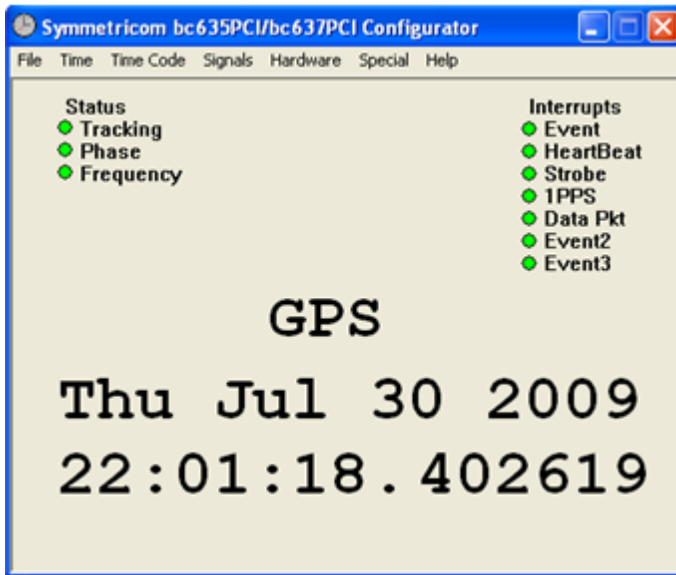 Symmetricom bc635PCI/bc637PCI Configurator
File Time Time Code Signals Hardware Special Help
Status
Tracking
Phase
Frequency
Interrupts
Event
HeartBeat
Strobe
1PPS
Data Pkt
Event2
Event3
GPS
Thu Jul 30 2009
22:01:18.402619